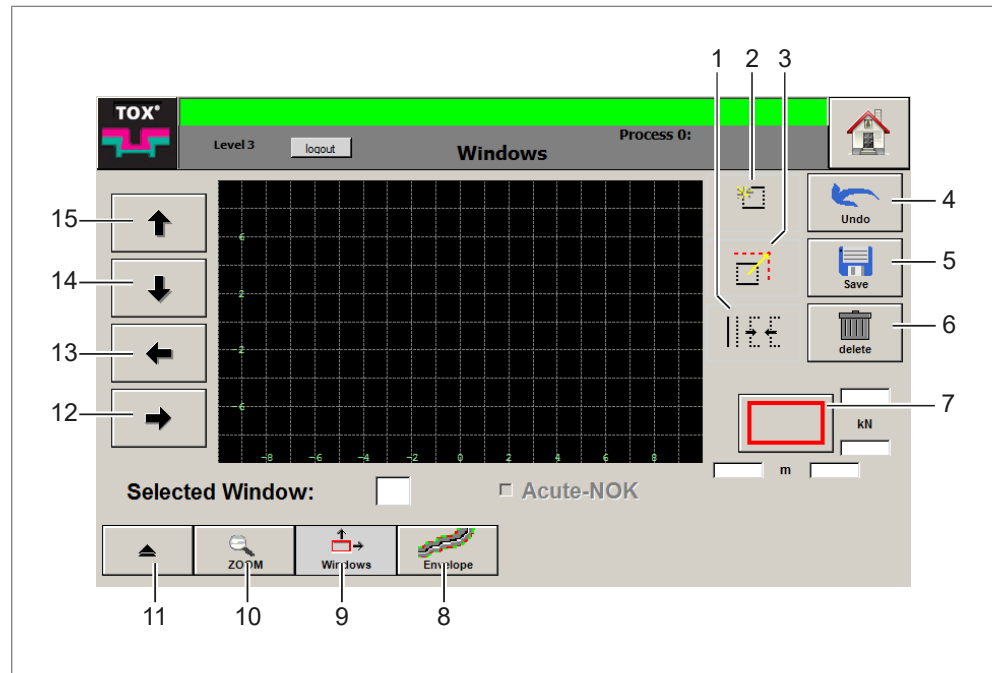 1 2 3
TOX®
Level 3 logout Windows Process 0:
15
6
Undo 4
14
2
Save 5
13
-2
delete 6
12
-6
7
kN
-8 -6 -4 -2 0 2 4 6 8
m
Selected Window: Acute-NOK
ZOOM Windows Envelope
11 10 9 8